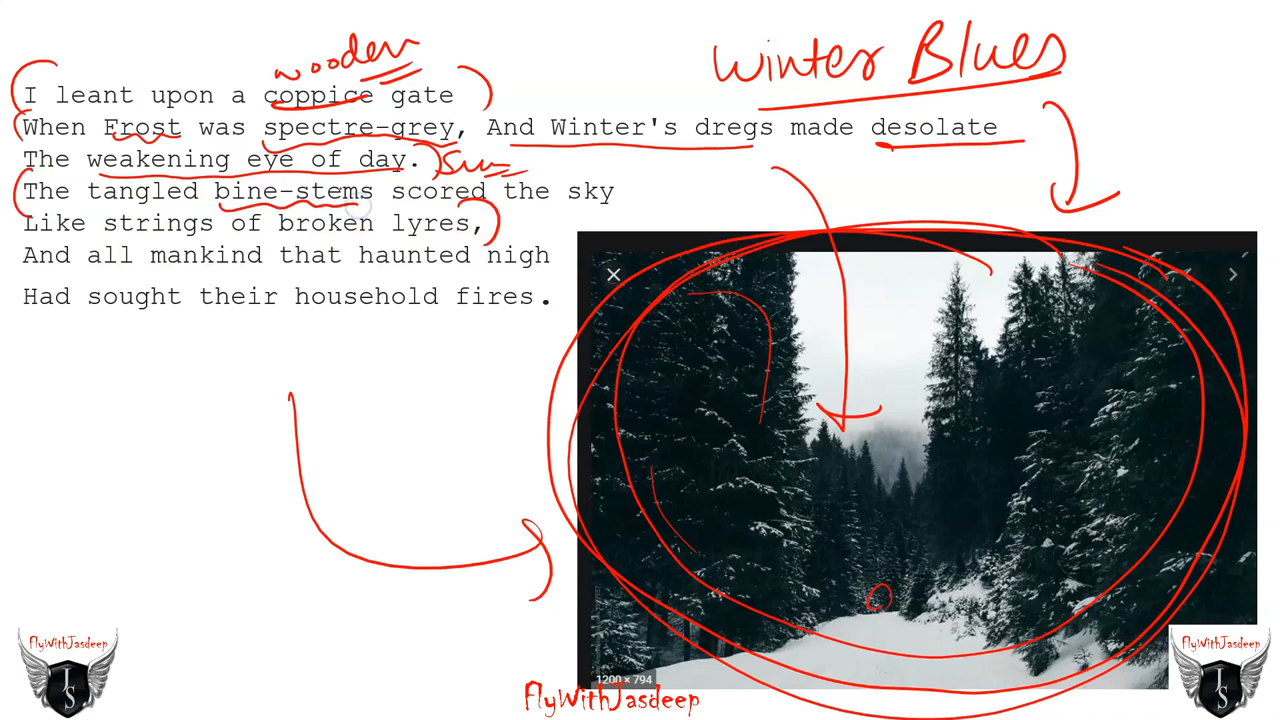 wooden
Winter Blues
I leant upon a coppice gate
When Frost was spectre-grey, And Winter's dregs made desolate
The weakening eye of day. Sun
The tangled bine-stems scored the sky
Like strings of broken lyres,
And all mankind that haunted nigh
Had sought their household fires.
1200 × 794
FlyWithJasdeep
JS
FlyWithJasdeep
FlyWithJasdeep
JS